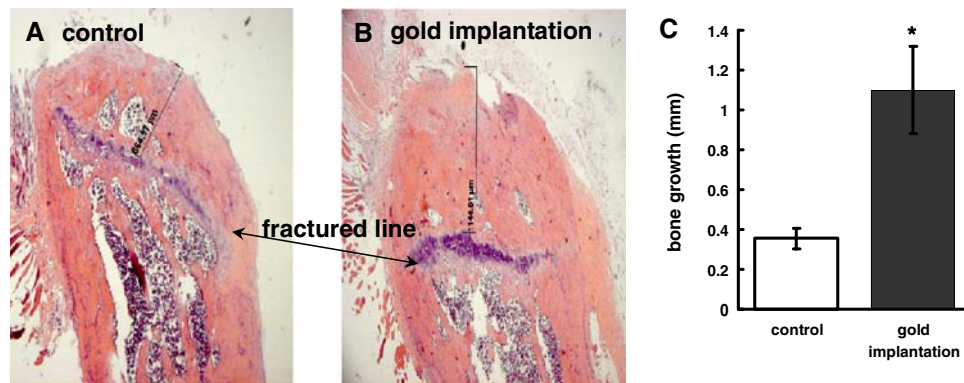 A control
B gold implantation
C
fractured line
bone growth (mm)
1.4
1.2
1
0.8
0.6
0.4
0.2
0
*
control
gold
implantation